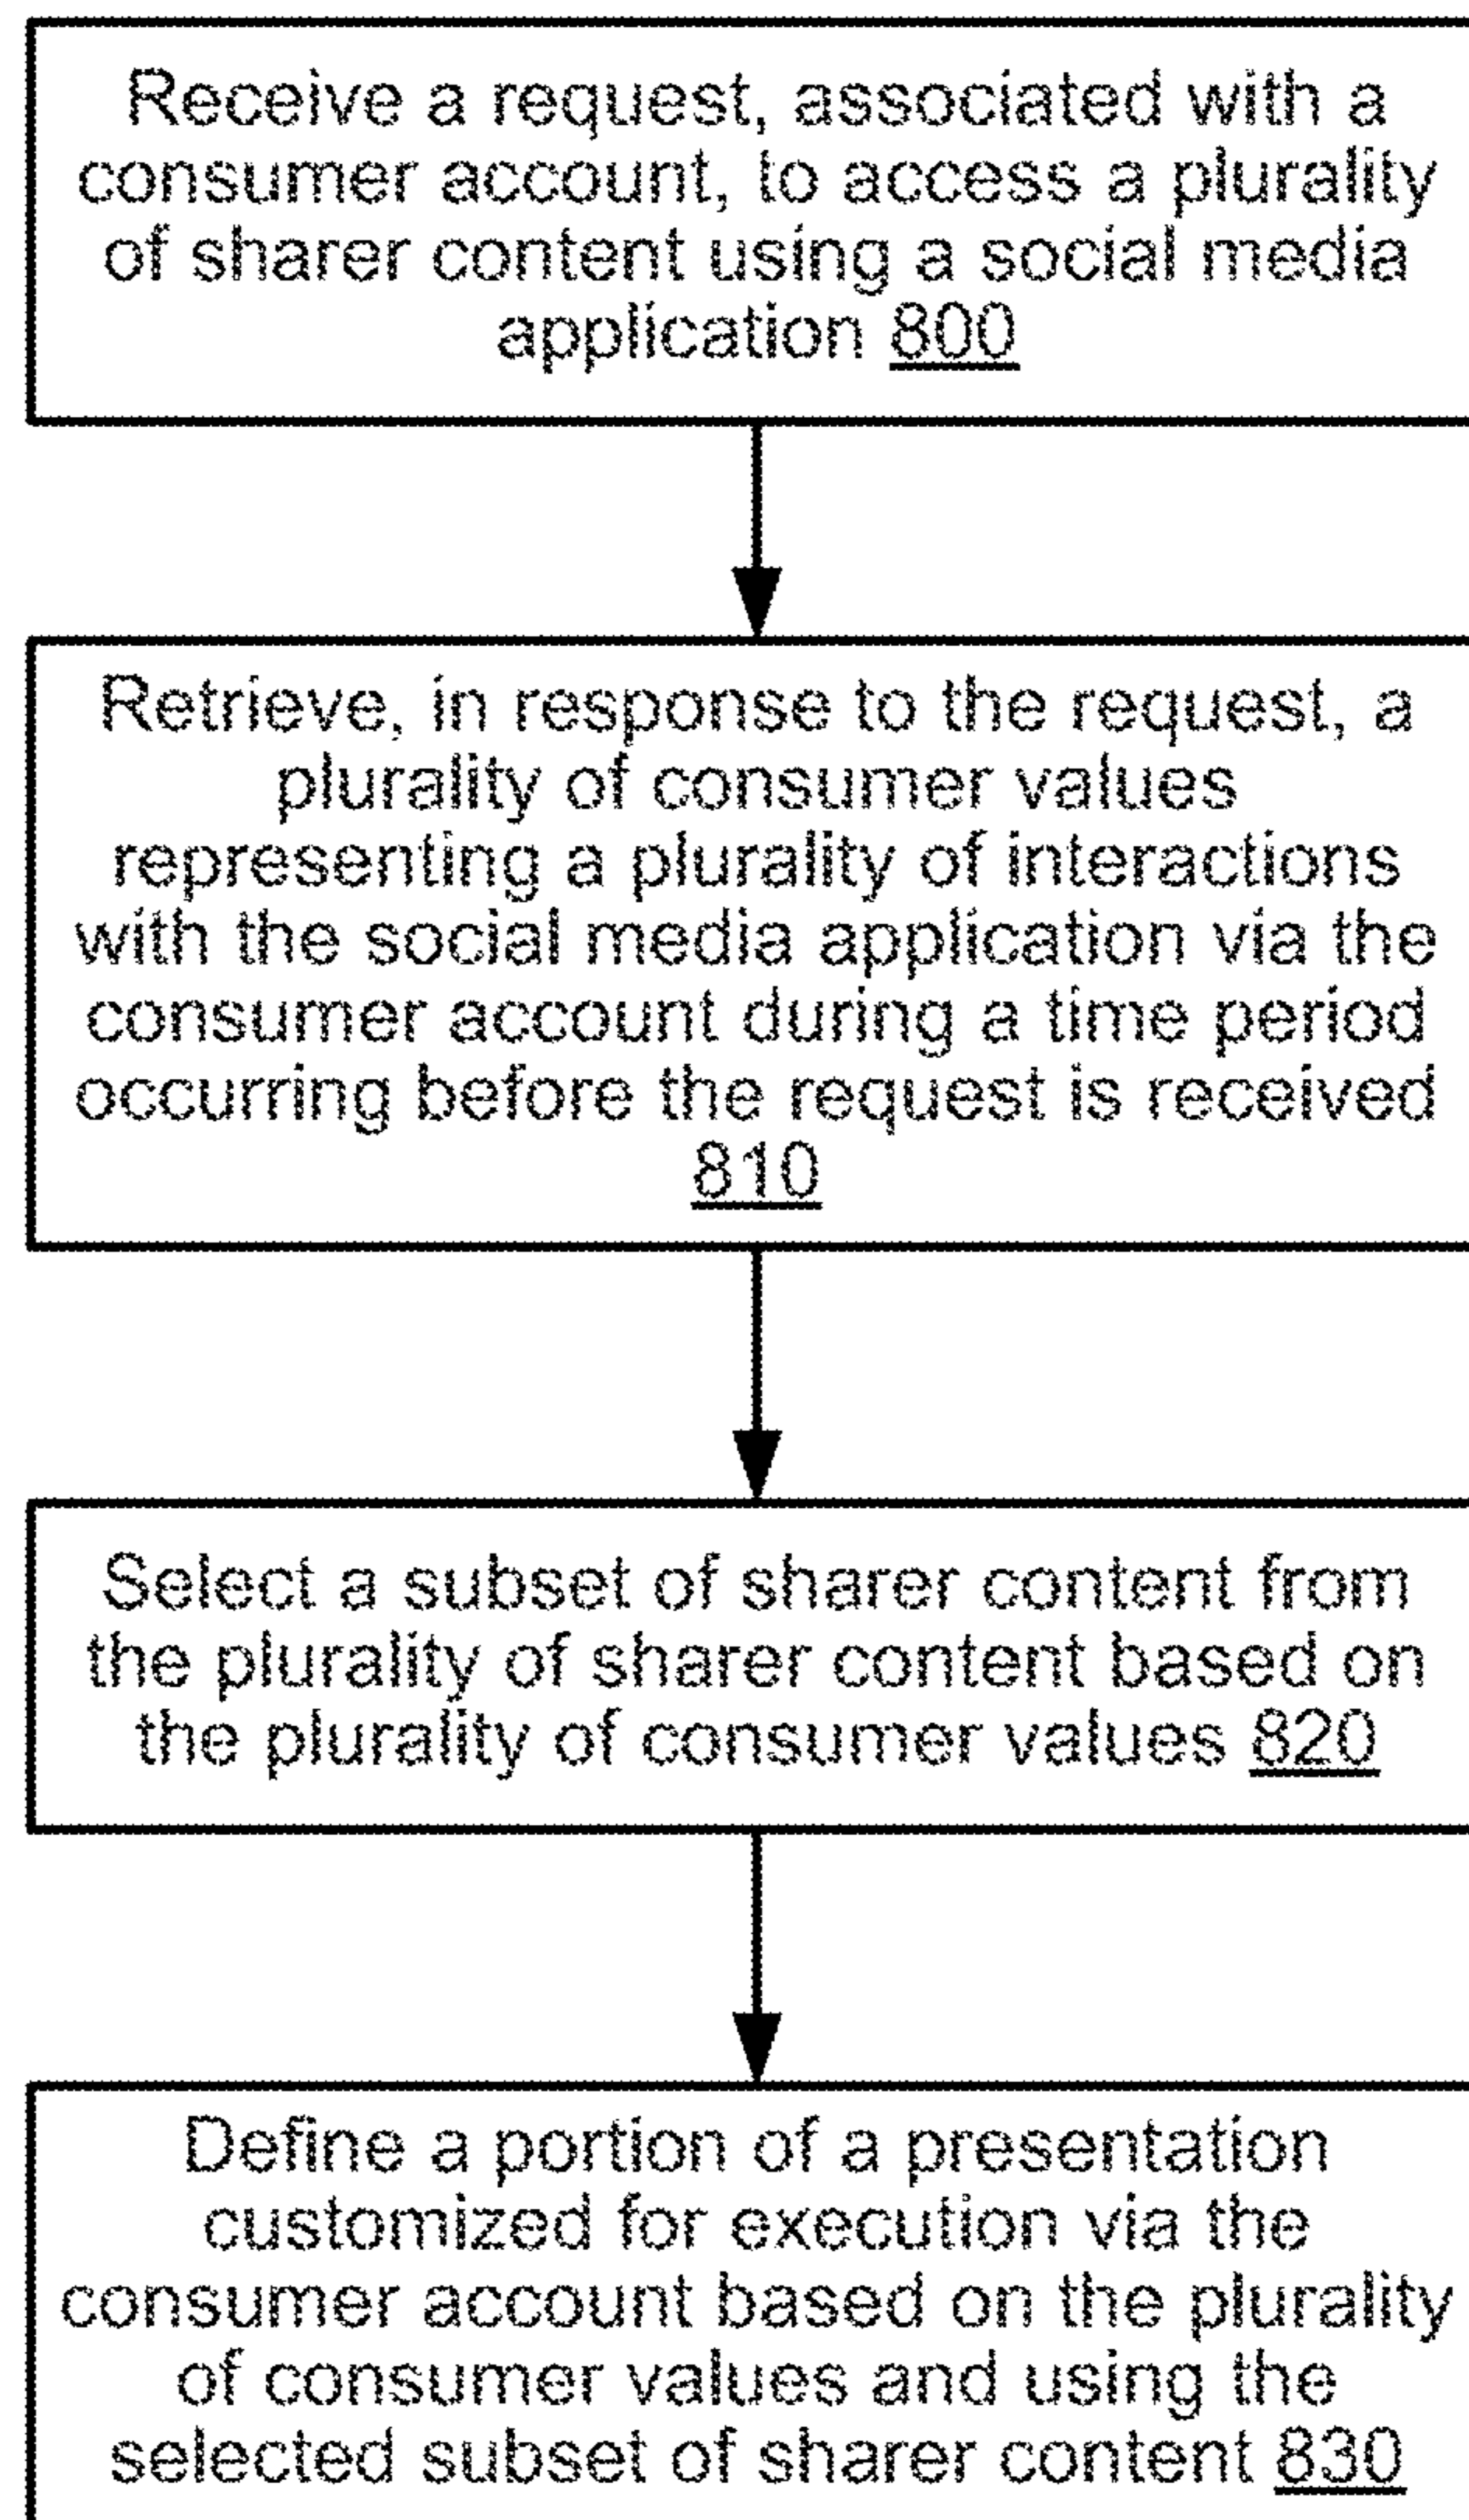 Receive a request, associated with a
consumer account, to access a plurality
of sharer content using a social media
application 800
Retrieve, in response to the request, a
plurality of consumer values
representing a plurality of interactions
with the social media application via the
consumer account during a time period
occurring before the request is received
810
Select a subset of sharer content from
the plurality of sharer content based on
the plurality of consumer values 820
Define a portion of a presentation
customized for execution via the
consumer account based on the plurality
of consumer values and using the
selected subset of sharer content 830